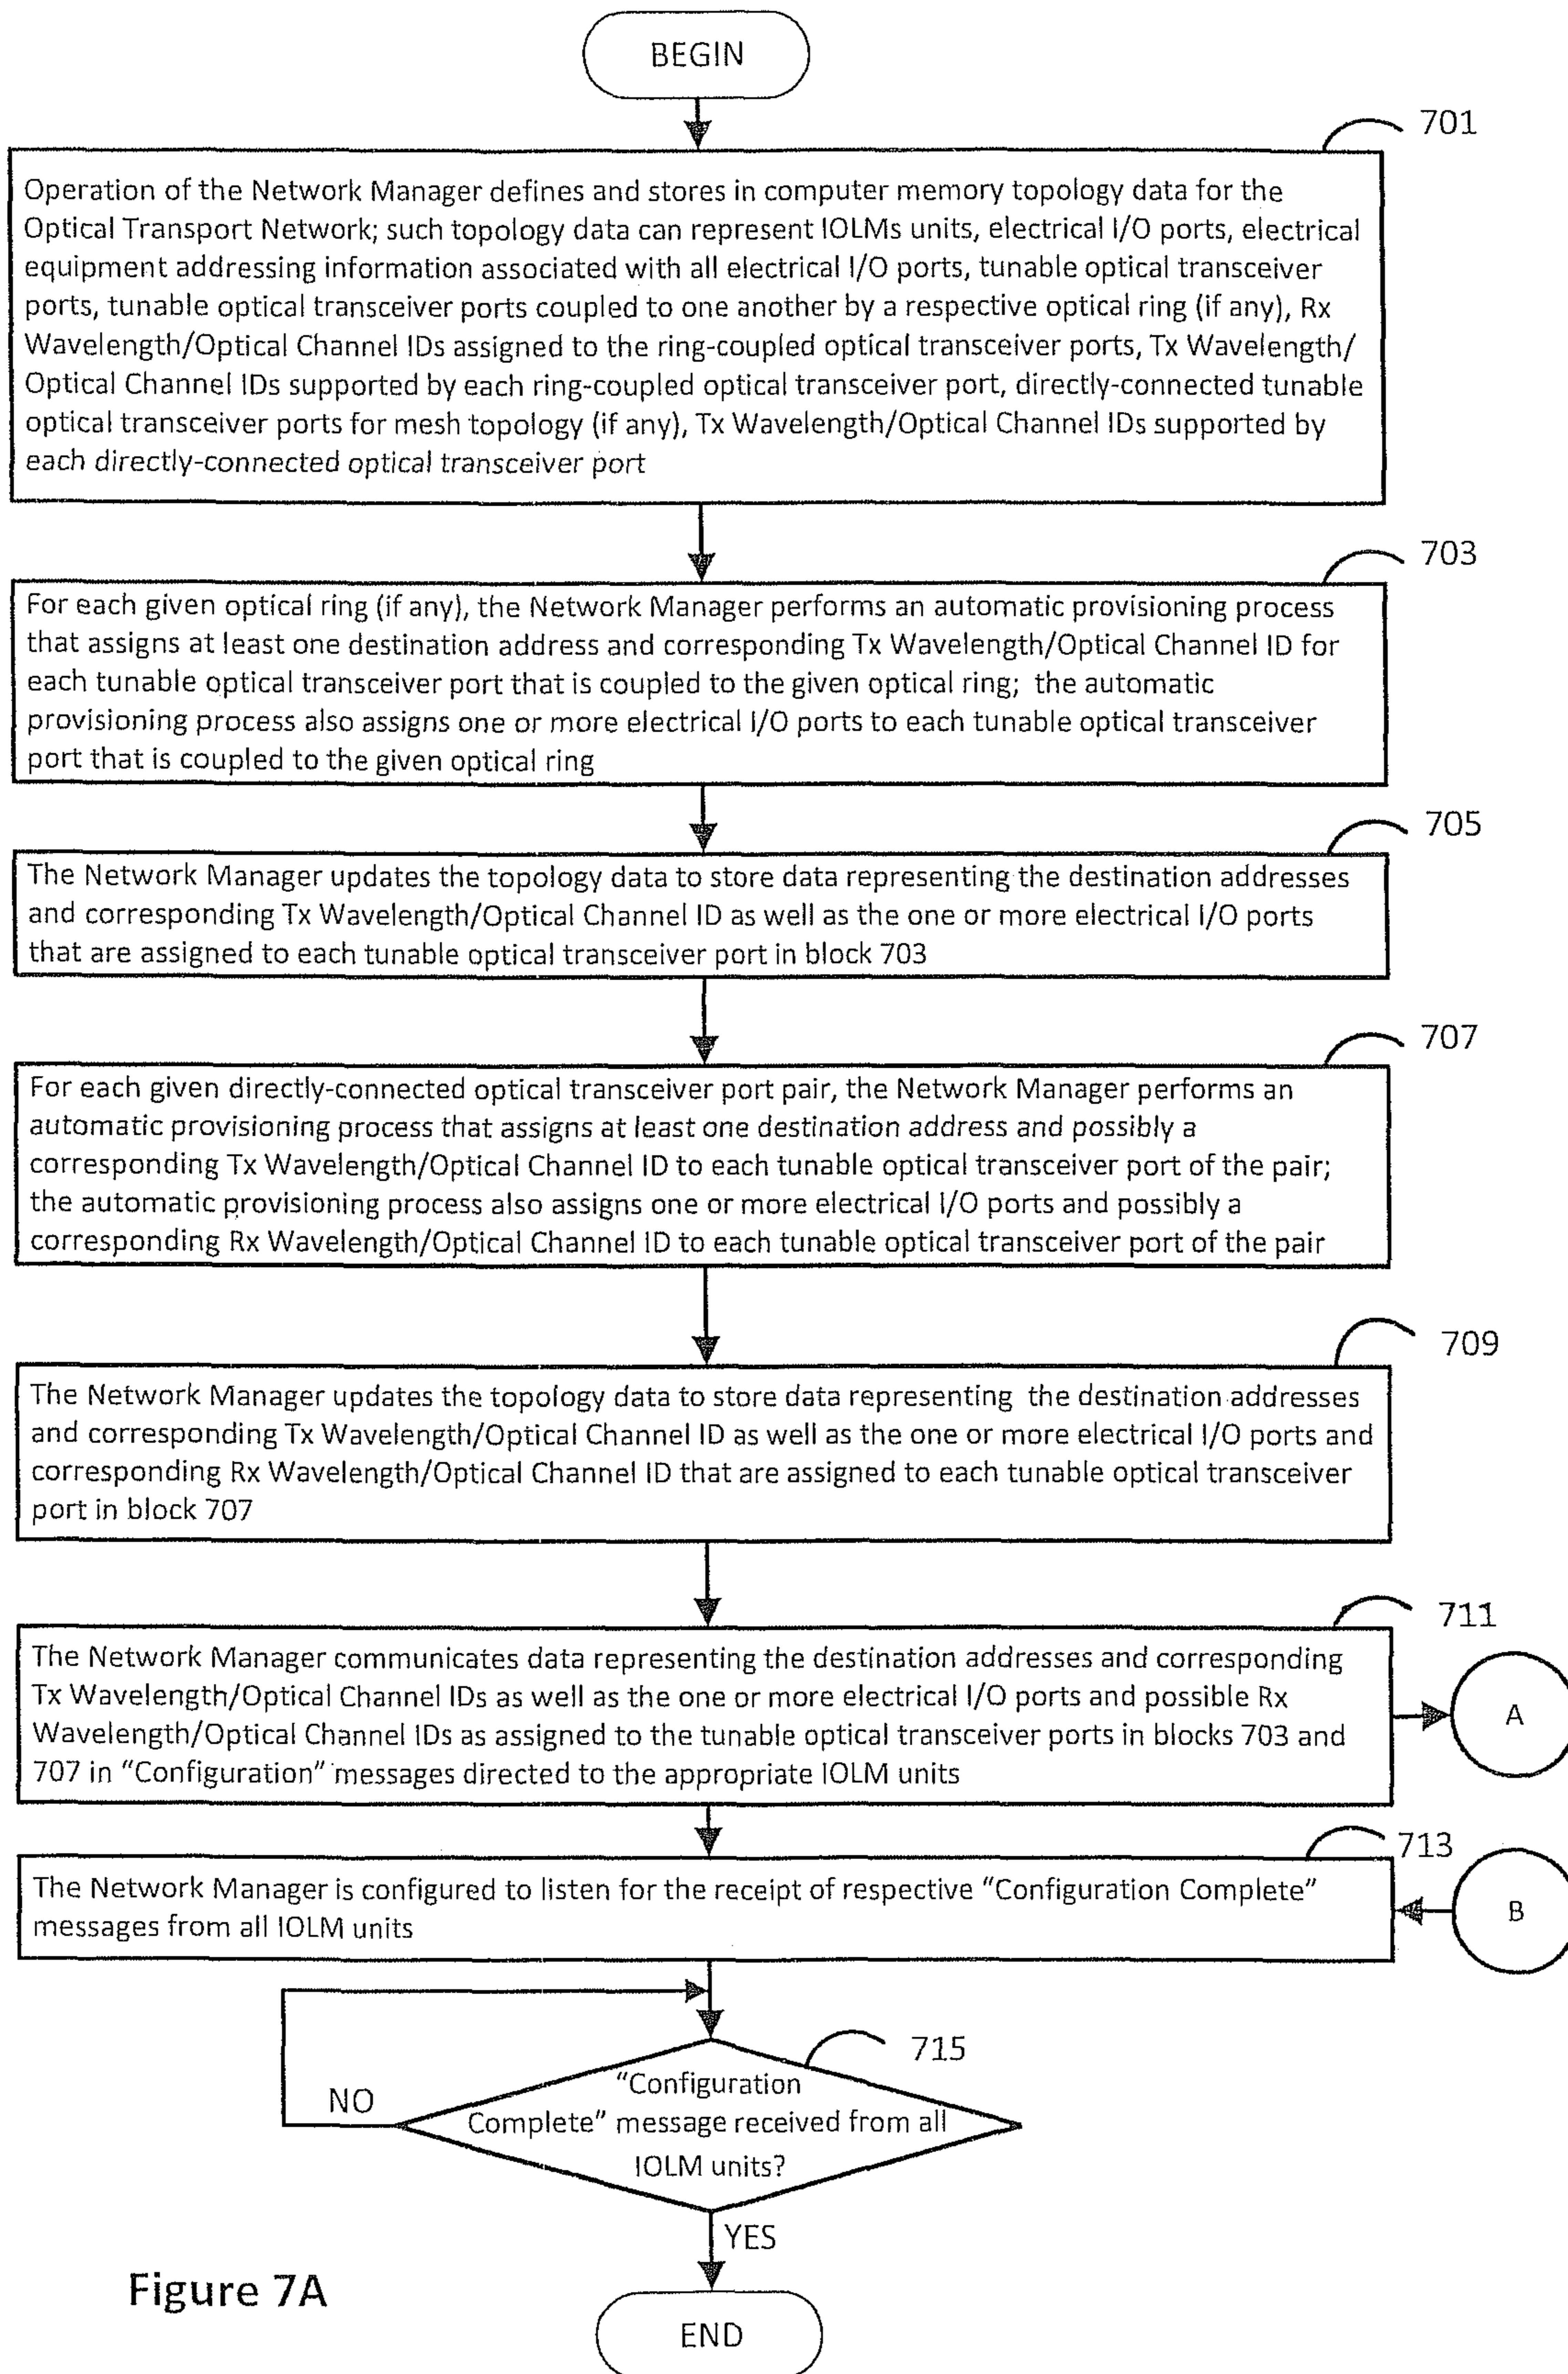 BEGIN
701
Operation of the Network Manager defines and stores in computer memory topology data for the
Optical Transport Network; such topology data can represent IOLMs units, electrical I/O ports, electrical
equipment addressing information associated with all electrical I/O ports, tunable optical transceiver
ports, tunable optical transceiver ports coupled to one another by a respective optical ring (if any), Rx
Wavelength/Optical Channel IDs assigned to the ring-coupled optical transceiver ports, Tx Wavelength/
Optical Channel IDs supported by each ring-coupled optical transceiver port, directly-connected tunable
optical transceiver ports for mesh topology (if any), Tx Wavelength/Optical Channel IDs supported by
each directly-connected optical transceiver port
703
For each given optical ring (if any), the Network Manager performs an automatic provisioning process
that assigns at least one destination address and corresponding Tx Wavelength/Optical Channel ID for
each tunable optical transceiver port that is coupled to the given optical ring; the automatic
provisioning process also assigns one or more electrical I/O ports to each tunable optical transceiver
port that is coupled to the given optical ring
705
The Network Manager updates the topology data to store data representing the destination addresses
and corresponding Tx Wavelength/Optical Channel ID as well as the one or more electrical I/O ports
that are assigned to each tunable optical transceiver port in block 703
707
For each given directly-connected optical transceiver port pair, the Network Manager performs an
automatic provisioning process that assigns at least one destination address and possibly a
corresponding Tx Wavelength/Optical Channel ID to each tunable optical transceiver port of the pair;
the automatic provisioning process also assigns one or more electrical I/O ports and possibly a
corresponding Rx Wavelength/Optical Channel ID to each tunable optical transceiver port of the pair
709
The Network Manager updates the topology data to store data representing the destination addresses
and corresponding Tx Wavelength/Optical Channel ID as well as the one or more electrical I/O ports and
corresponding Rx Wavelength/Optical Channel ID that are assigned to each tunable optical transceiver
port in block 707
711
The Network Manager communicates data representing the destination addresses and corresponding
Tx Wavelength/Optical Channel IDs as well as the one or more electrical I/O ports and possible Rx
Wavelength/Optical Channel IDs as assigned to the tunable optical transceiver ports in blocks 703 and
707 in “Configuration” messages directed to the appropriate IOLM units
A
713
The Network Manager is configured to listen for the receipt of respective “Configuration Complete”
messages from all IOLM units
B
715
“Configuration
Complete” message received from all
IOLM units?
NO
YES
Figure 7A
END